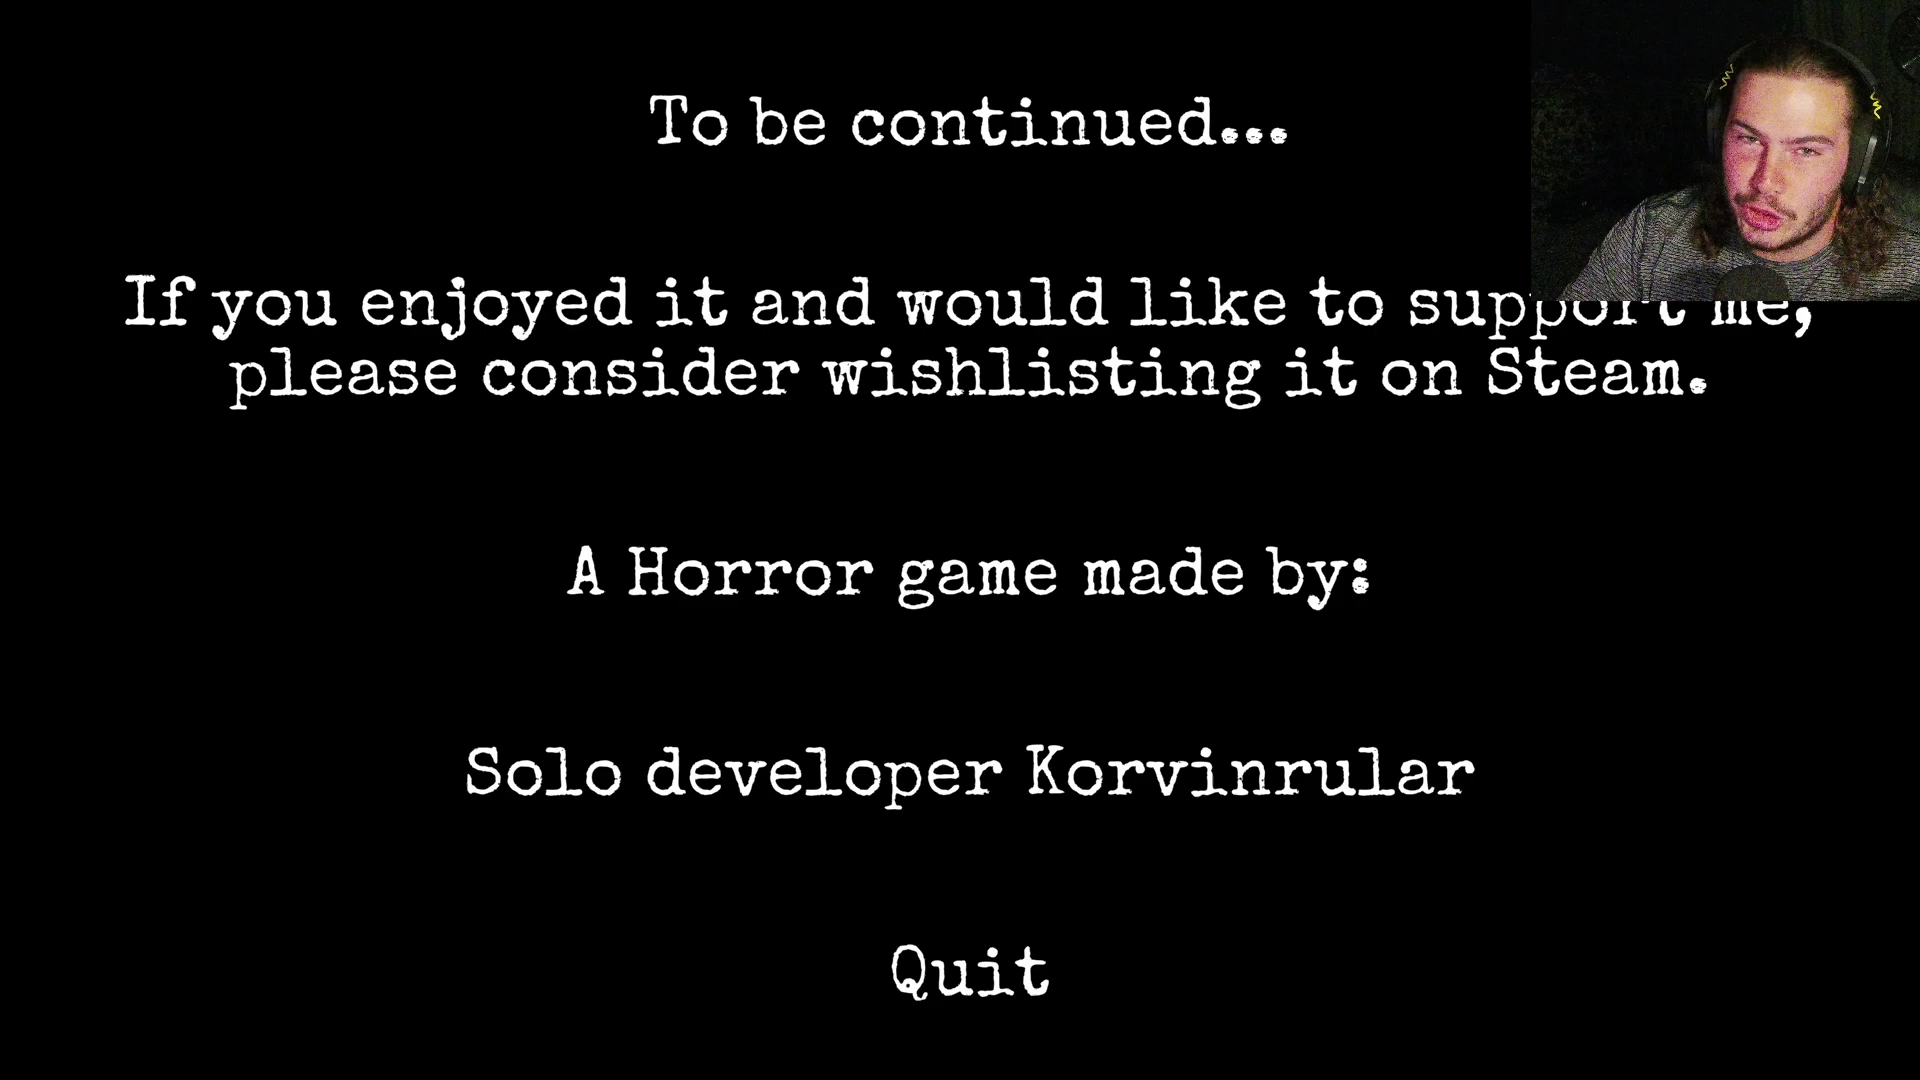 To be continued...
If you enjoyed it and would like to support me,
please consider wishlisting it on Steam.
A Horror game made by:
Solo developer Korvinrular
Quit